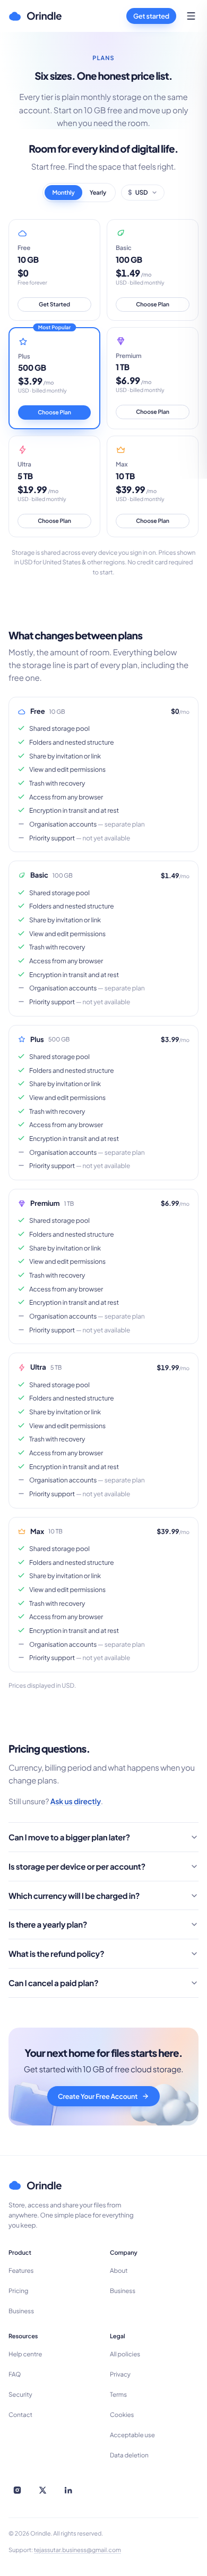 Orindle
Get started
PLANS
Six sizes. One honest price list.
Every tier is plain monthly storage on the same
account. Start on 10 GB free and move up only
when you need the room.
Room for every kind of digital life.
Start free. Find the space that feels right.
Monthly Yearly $ USD
Free
10 GB
$0
Free forever
Get Started
Basic
100 GB
$1.49 /mo
USD · billed monthly
Choose Plan
Most Popular
Plus
500 GB
$3.99 /mo
USD · billed monthly
Choose Plan
Premium
1 TB
$6.99 /mo
USD · billed monthly
Choose Plan
Ultra
5 TB
$19.99 /mo
USD · billed monthly
Choose Plan
Max
10 TB
$39.99 /mo
USD · billed monthly
Choose Plan
Storage is shared across every device you sign in on. Prices shown
in USD for United States & other regions. No credit card required
to start.
What changes between plans
Mostly, the amount of room. Everything below
the storage line is part of every plan, including the
free one.
Free 10 GB $0/mo
Shared storage pool
Folders and nested structure
Share by invitation or link
View and edit permissions
Trash with recovery
Access from any browser
Encryption in transit and at rest
Organisation accounts — separate plan
Priority support — not yet available
Basic 100 GB $1.49/mo
Shared storage pool
Folders and nested structure
Share by invitation or link
View and edit permissions
Trash with recovery
Access from any browser
Encryption in transit and at rest
Organisation accounts — separate plan
Priority support — not yet available
Plus 500 GB $3.99/mo
Shared storage pool
Folders and nested structure
Share by invitation or link
View and edit permissions
Trash with recovery
Access from any browser
Encryption in transit and at rest
Organisation accounts — separate plan
Priority support — not yet available
Premium 1 TB $6.99/mo
Shared storage pool
Folders and nested structure
Share by invitation or link
View and edit permissions
Trash with recovery
Access from any browser
Encryption in transit and at rest
Organisation accounts — separate plan
Priority support — not yet available
Ultra 5 TB $19.99/mo
Shared storage pool
Folders and nested structure
Share by invitation or link
View and edit permissions
Trash with recovery
Access from any browser
Encryption in transit and at rest
Organisation accounts — separate plan
Priority support — not yet available
Max 10 TB $39.99/mo
Shared storage pool
Folders and nested structure
Share by invitation or link
View and edit permissions
Trash with recovery
Access from any browser
Encryption in transit and at rest
Organisation accounts — separate plan
Priority support — not yet available
Prices displayed in USD.
Pricing questions.
Currency, billing period and what happens when you
change plans.
Still unsure? Ask us directly.
Can I move to a bigger plan later?
Is storage per device or per account?
Which currency will I be charged in?
Is there a yearly plan?
What is the refund policy?
Can I cancel a paid plan?
Your next home for files starts here.
Get started with 10 GB of free cloud storage.
Create Your Free Account
Orindle
Store, access and share your files from
anywhere. One simple place for everything
you keep.
Product
Features
Pricing
Business
Company
About
Business
Resources
Help centre
FAQ
Security
Contact
Legal
All policies
Privacy
Terms
Cookies
Acceptable use
Data deletion
© 2026 Orindle. All rights reserved.
Support: hsjassutar.business@gmail.com